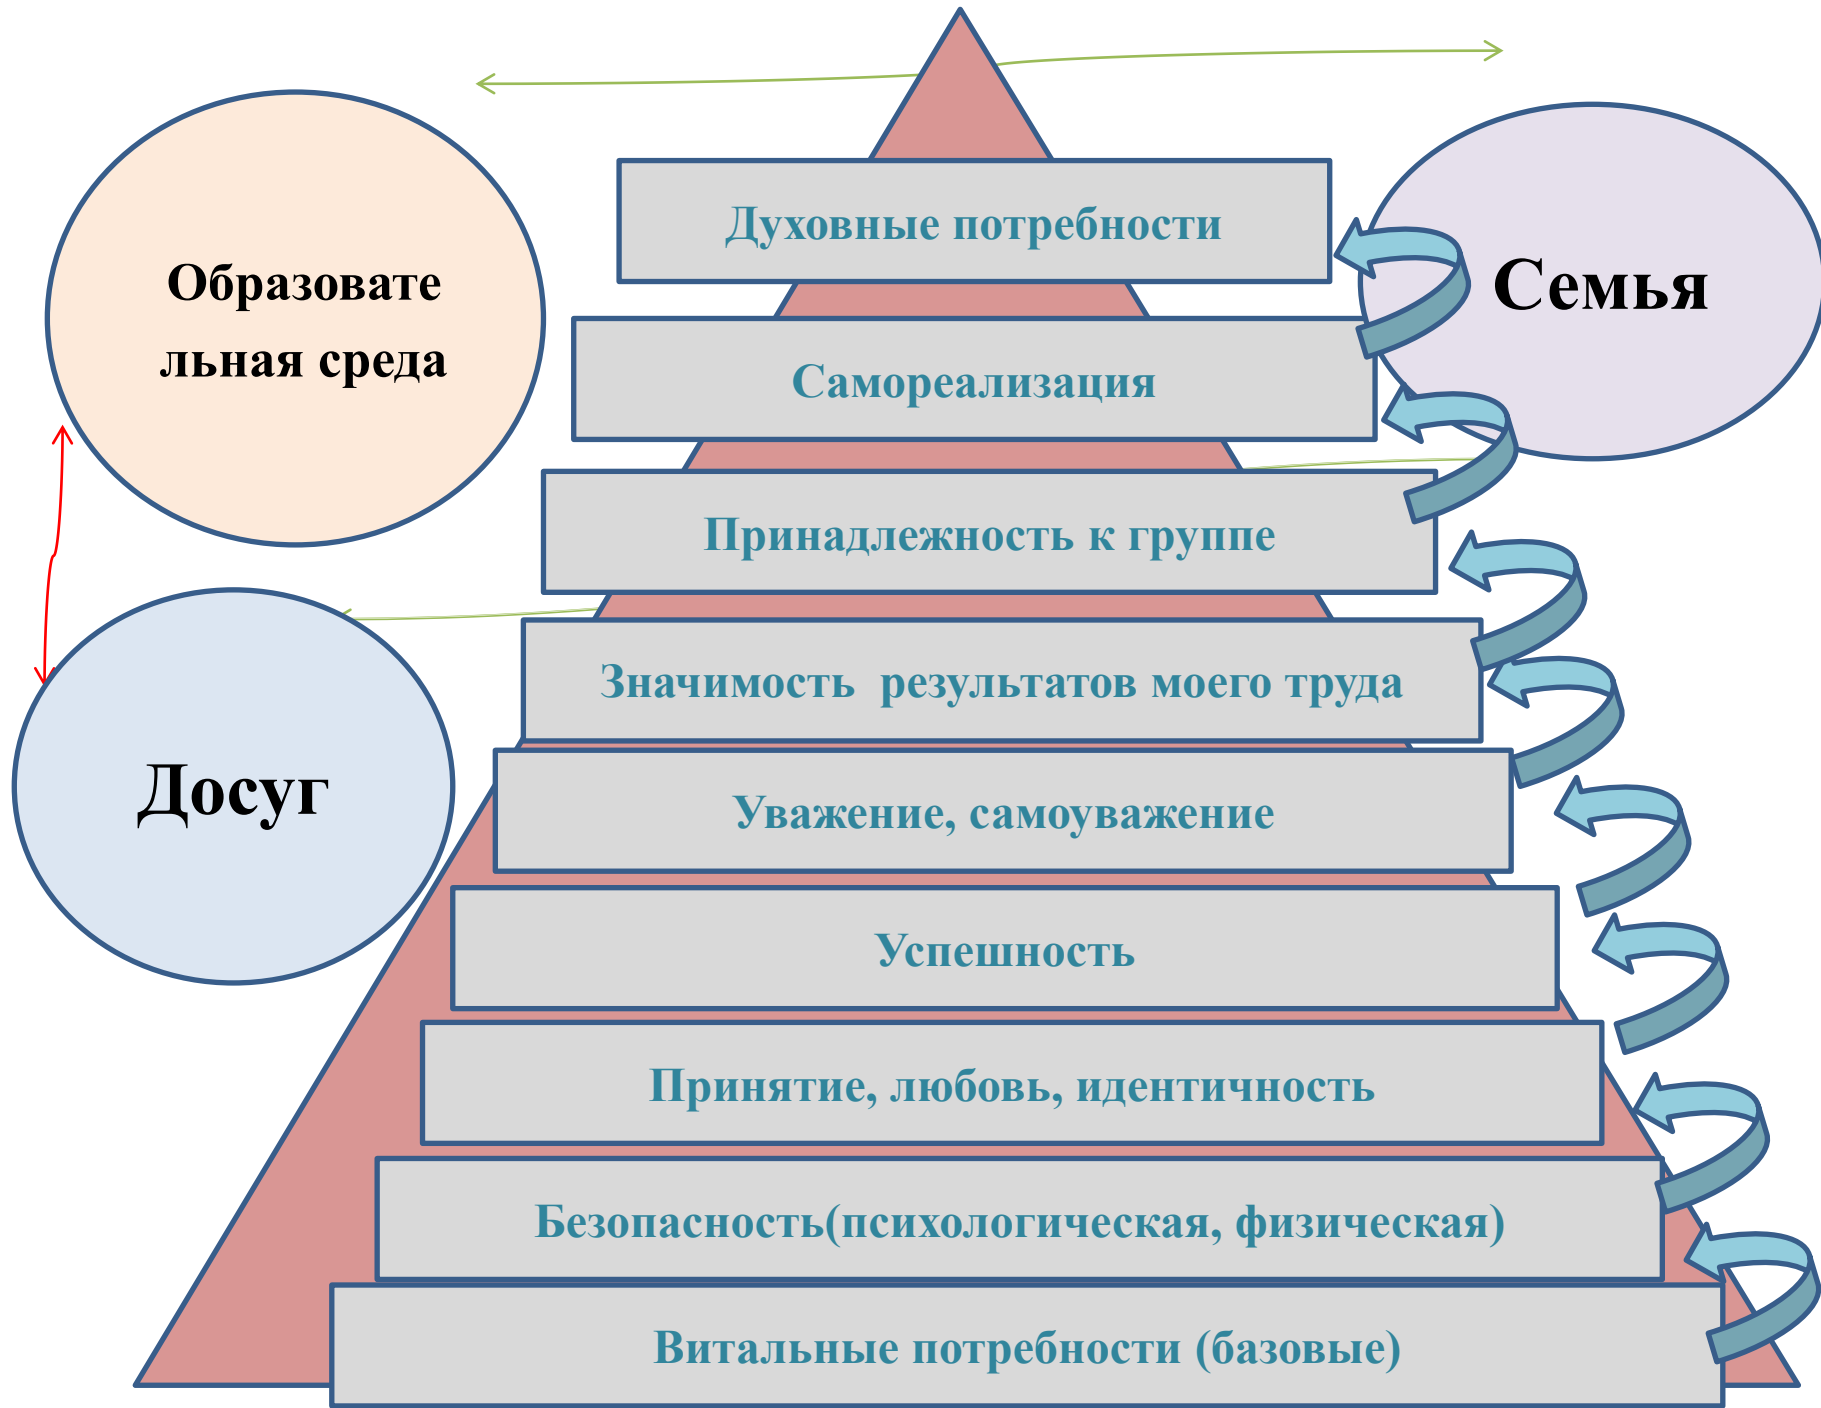 Образовате
льная среда
Семья
Досуг
Духовные потребности
Самореализация
Принадлежность к группе
Значимость  результатов моего труда
Уважение, самоуважение
Успешность
Принятие, любовь, идентичность
Безопасность(психологическая, физическая)
Витальные потребности (базовые)